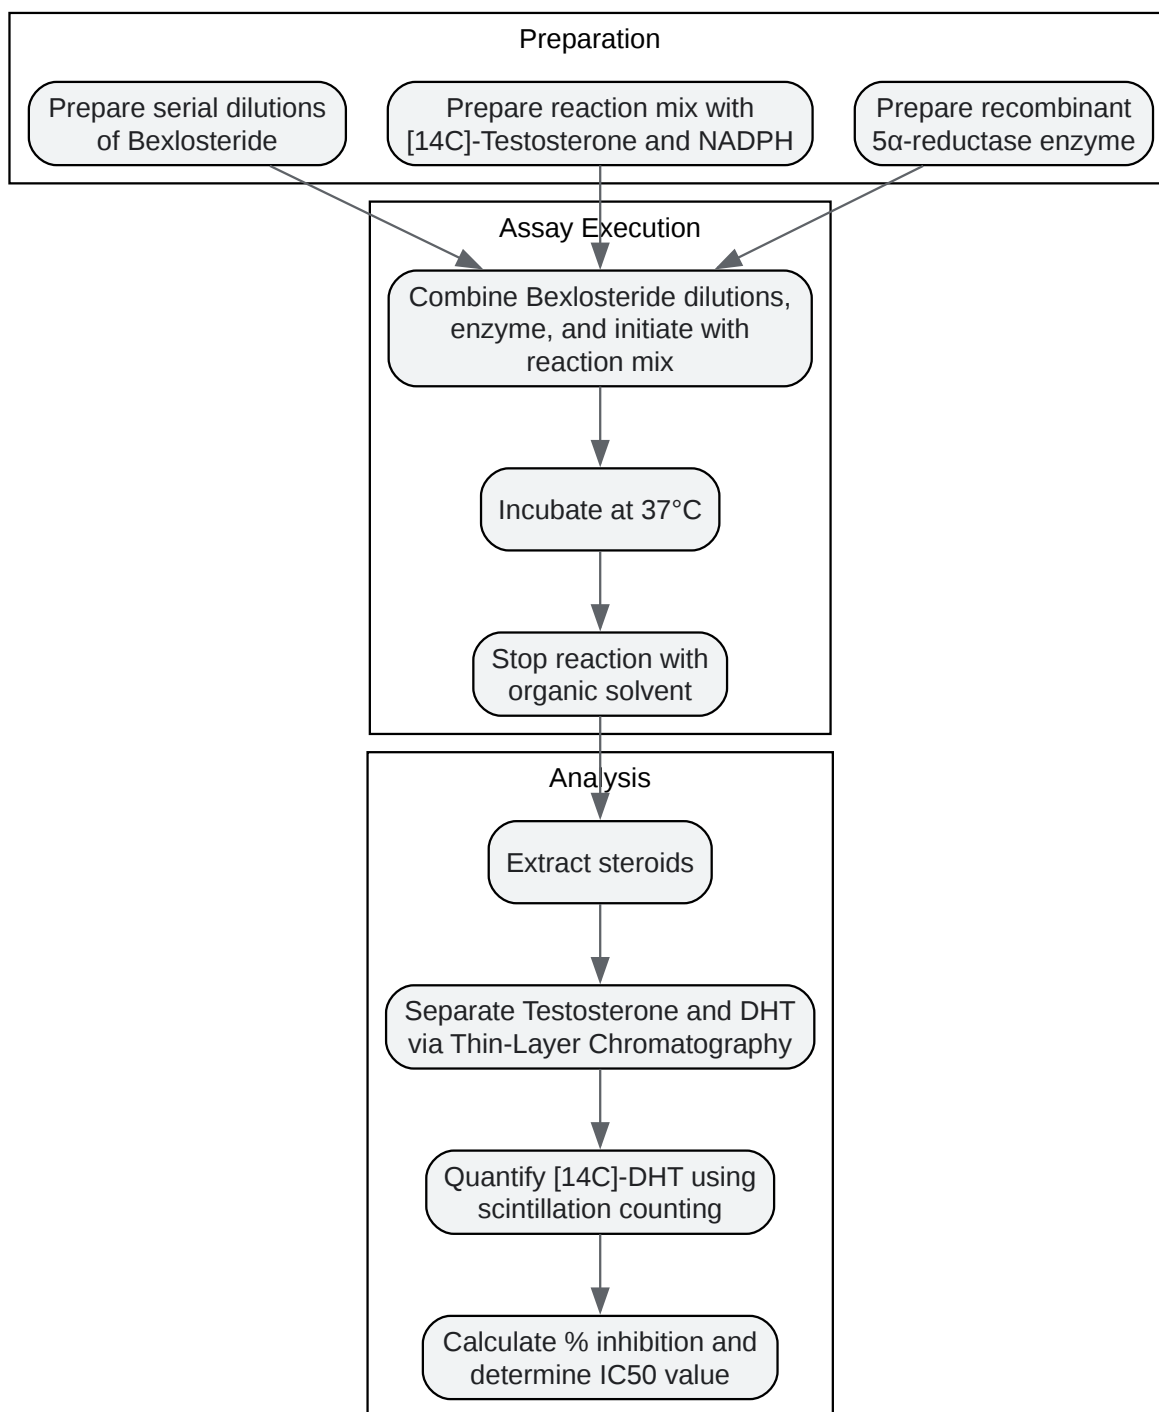 Preparation
Prepare serial dilutions
of Bexlosteride
Prepare reaction mix with
[14C]-Testosterone and NADPH
Prepare recombinant
5α-reductase enzyme
Assay Execution
Combine Bexlosteride dilutions,
enzyme, and initiate with
reaction mix
Incubate at 37°C
Stop reaction with
organic solvent
Analysis
Extract steroids
Separate Testosterone and DHT
via Thin-Layer Chromatography
Quantify [14C]-DHT using
scintillation counting
Calculate % inhibition and
determine IC50 value